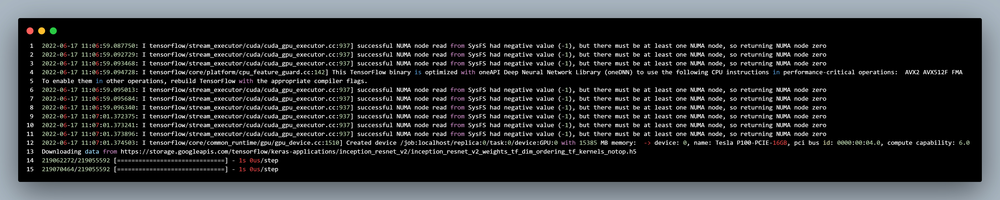 1 2022-06-17 11:06:59.087750: I tensorflow/stream_executor/cuda/cuda_gpu_executor.cc:937] successful NUMA node read from SysFS had negative value (-1), but there must be at least one NUMA node, so returning NUMA node zero
2 2022-06-17 11:06:59.092729: I tensorflow/stream_executor/cuda/cuda_gpu_executor.cc:937] successful NUMA node read from SysFS had negative value (-1), but there must be at least one NUMA node, so returning NUMA node zero
3 2022-06-17 11:06:59.093468: I tensorflow/stream_executor/cuda/cuda_gpu_executor.cc:937] successful NUMA node read from SysFS had negative value (-1), but there must be at least one NUMA node, so returning NUMA node zero
4 2022-06-17 11:06:59.094728: I tensorflow/core/platform/cpu_feature_guard.cc:142] This TensorFlow binary is optimized with oneAPI Deep Neural Network Library (oneDNN) to use the following CPU instructions in performance-critical operations:  AVX2 AVX512F FMA
5 To enable them in other operations, rebuild TensorFlow with the appropriate compiler flags.
6 2022-06-17 11:06:59.095013: I tensorflow/stream_executor/cuda/cuda_gpu_executor.cc:937] successful NUMA node read from SysFS had negative value (-1), but there must be at least one NUMA node, so returning NUMA node zero
7 2022-06-17 11:06:59.095684: I tensorflow/stream_executor/cuda/cuda_gpu_executor.cc:937] successful NUMA node read from SysFS had negative value (-1), but there must be at least one NUMA node, so returning NUMA node zero
8 2022-06-17 11:06:59.096340: I tensorflow/stream_executor/cuda/cuda_gpu_executor.cc:937] successful NUMA node read from SysFS had negative value (-1), but there must be at least one NUMA node, so returning NUMA node zero
9 2022-06-17 11:07:01.372375: I tensorflow/stream_executor/cuda/cuda_gpu_executor.cc:937] successful NUMA node read from SysFS had negative value (-1), but there must be at least one NUMA node, so returning NUMA node zero
10 2022-06-17 11:07:01.373241: I tensorflow/stream_executor/cuda/cuda_gpu_executor.cc:937] successful NUMA node read from SysFS had negative value (-1), but there must be at least one NUMA node, so returning NUMA node zero
11 2022-06-17 11:07:01.373896: I tensorflow/stream_executor/cuda/cuda_gpu_executor.cc:937] successful NUMA node read from SysFS had negative value (-1), but there must be at least one NUMA node, so returning NUMA node zero
12 2022-06-17 11:07:01.374503: I tensorflow/core/common_runtime/gpu/gpu_device.cc:1510] Created device /job:localhost/replica:0/task:0/device:GPU:0 with 15385 MB memory:  -> device: 0, name: Tesla P100-PCIE-16GB, pci bus id: 0000:00:04.0, compute capability: 6.0
13 Downloading data from https://storage.googleapis.com/tensorflow/keras-applications/inception_resnet_v2/inception_resnet_v2_weights_tf_dim_ordering_tf_kernels_notop.h5
14 219062272/219055592 [==============================] - 1s 0us/step
15 219070464/219055592 [==============================] - 1s 0us/step